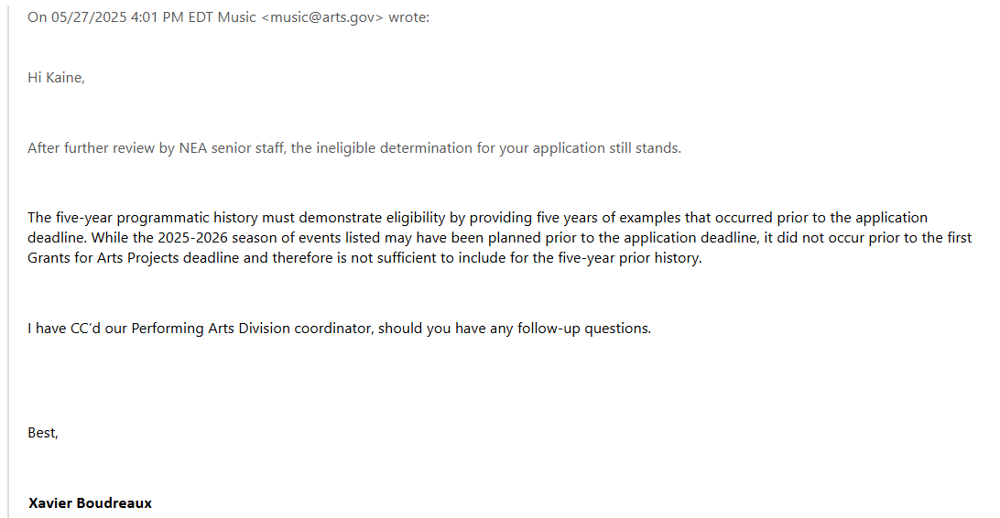 On 05/27/2025 4:01 PM EDT Music <music@arts.gov> wrote:
Hi Kaine,
After further review by NEA senior staff, the ineligible determination for your application still stands.
The five-year programmatic history must demonstrate eligibility by providing five years of examples that occurred prior to the application
deadline. While the 2025-2026 season of events listed may have been planned prior to the application deadline, it did not occur prior to the first
Grants for Arts Projects deadline and therefore is not sufficient to include for the five-year prior history.
I have CC'd our Performing Arts Division coordinator, should you have any follow-up questions.
Best,
Xavier Boudreaux